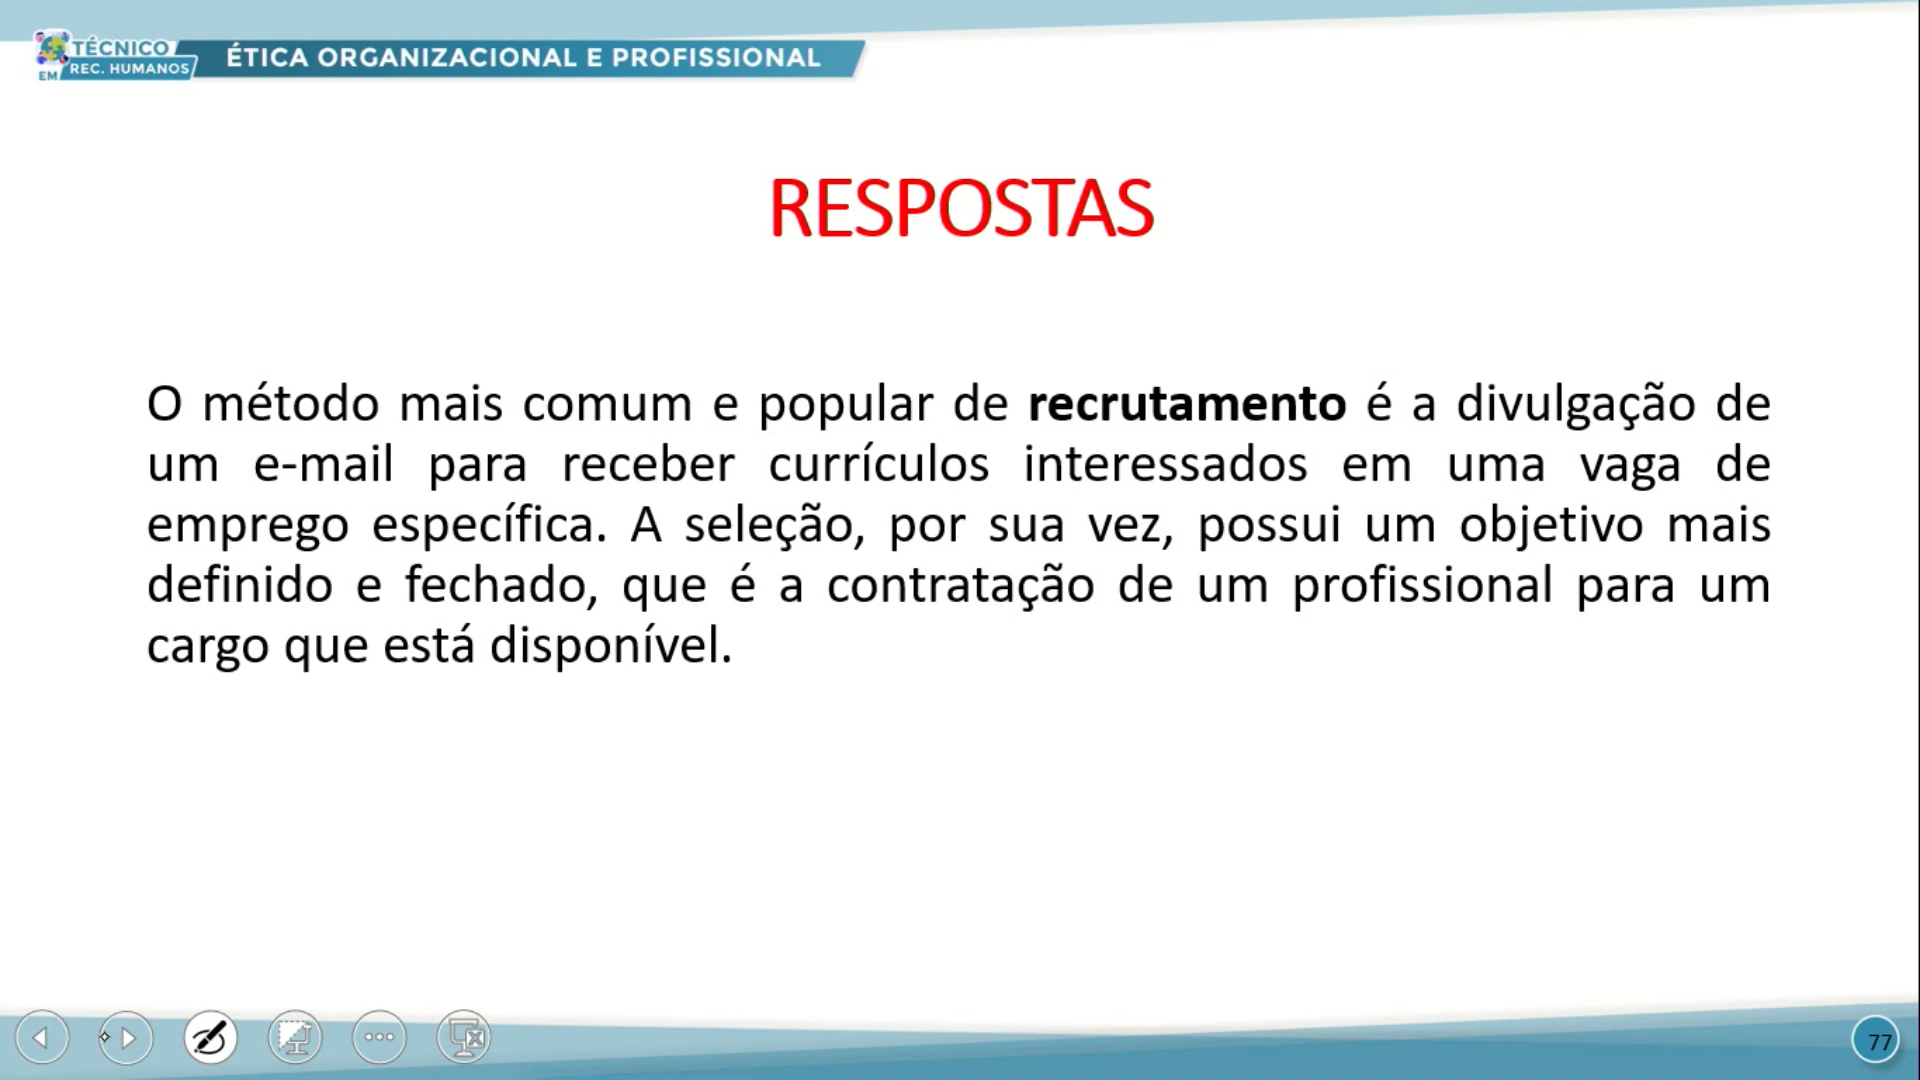 TÉCNICO
EM REC. HUMANOS
ÉTICA ORGANIZACIONAL E PROFISSIONAL
RESPOSTAS
O método mais comum e popular de recrutamento é a divulgação de
um e-mail para receber currículos interessados em uma vaga de
emprego específica. A seleção, por sua vez, possui um objetivo mais
definido e fechado, que é a contratação de um profissional para um
cargo que está disponível.
77